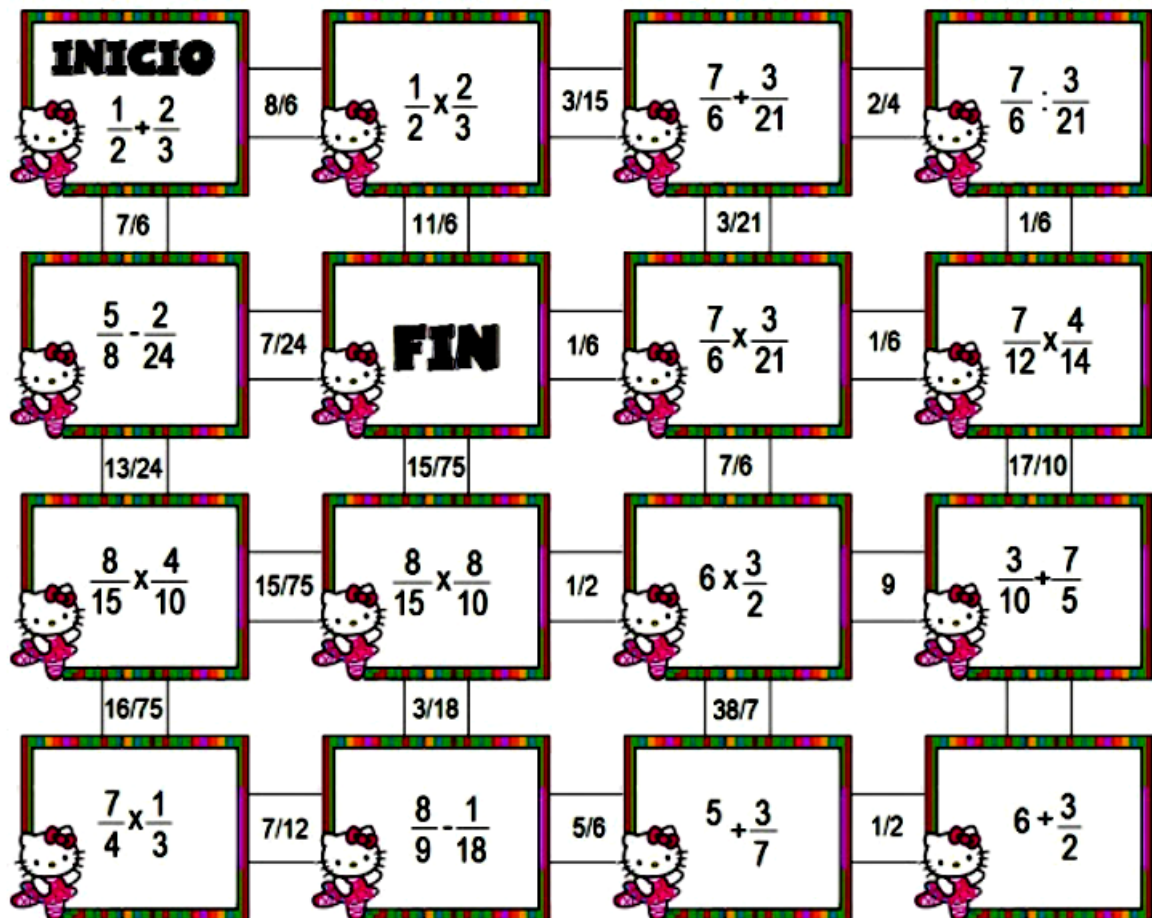 INICIO
1/2 + 2/3
8/6
1/2 x 2/3
3/15
7/6 + 3/21
2/4
7/6 : 3/21
7/6
11/6
3/21
1/6
5/8 - 2/24
7/24
FIN
1/6
7/6 x 3/21
1/6
7/12 x 4/14
13/24
15/75
7/6
17/10
8/15 x 4/10
15/75
8/15 x 8/10
1/2
6 x 3/2
9
3/10 + 7/5
16/75
3/18
38/7
7/4 x 1/3
7/12
8/9 - 1/18
5/6
5 + 3/7
1/2
6 + 3/2